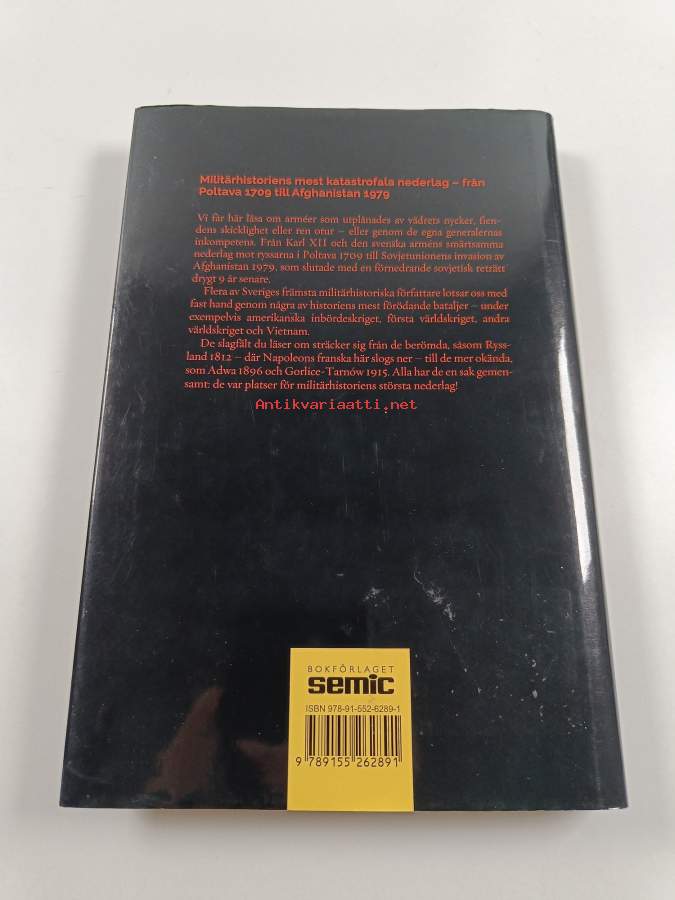 Militärhistoriens mest katastrofala nederlag – från
Poltava 1709 till Afghanistan 1979
Vi får här läsa om arméer som utplånades av vädrets nycker, fien-
dens skicklighet eller ren otur – eller genom de egna generalernas
inkompetens. Från Karl XII och den svenska arméns smärtsamma
nederlag mot ryssarna i Poltava 1709 till Sovjetunionens invasion av
Afghanistan 1979, som slutade med en förnedrande sovjetisk reträtt
drygt 9 år senare.
Flera av Sveriges främsta militärhistoriska författare lotsar oss med
fast hand genom några av historiens mest förödande bataljer – under
exempelvis amerikanska inbördeskriget, första världskriget, andra
världskriget och Vietnam.
De slagfält du läser om sträcker sig från de berömda, såsom Ryss-
land 1812 – där Napoleons franska här slogs ner – till de mer okända,
som Adwa 1896 och Gorlice-Tarnów 1915. Alla har de en sak gemen-
samt: de var platser för militärhistoriens största nederlag!
Antikvariaatti.net
BOKFÖRLAGET
semic
ISBN 978-91-552-6289-1
9 789155 262891